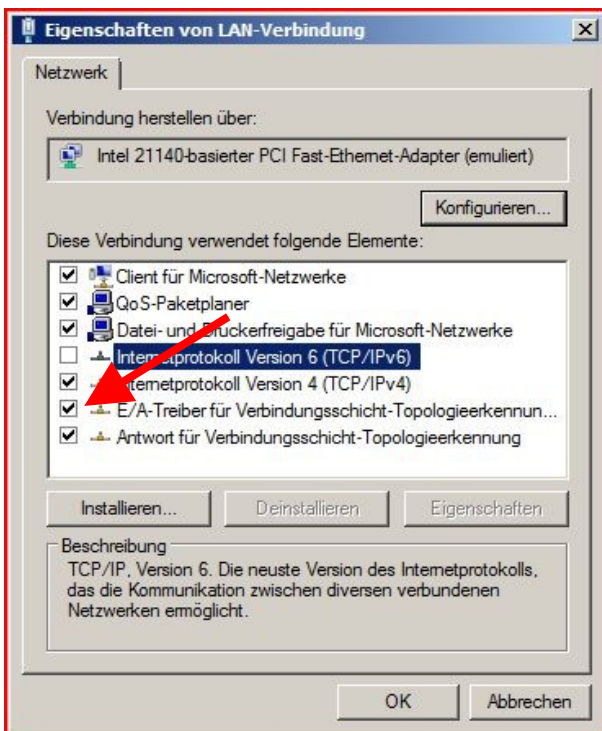 Eigenschaften von LAN-Verbindung
Netzwerk
Verbindung herstellen über:
Intel 21140-basierter PCI Fast-Ethernet-Adapter (emuliert)
Konfigurieren...
Diese Verbindung verwendet folgende Elemente:
Client für Microsoft-Netzwerke
QoS-Paketplaner
Datei- und Druckerfreigabe für Microsoft-Netzwerke
Internetprotokoll Version 6 (TCP/IPv6)
Internetprotokoll Version 4 (TCP/IPv4)
E/A-Treiber für Verbindungsschicht-Topologieerkennun...
Antwort für Verbindungsschicht-Topologieerkennung
Installieren... Deinstallieren Eigenschaften
Beschreibung
TCP/IP, Version 6. Die neuste Version des Internetprotokolls,
das die Kommunikation zwischen diversen verbundenen
Netzwerken ermöglicht.
OK Abbrechen